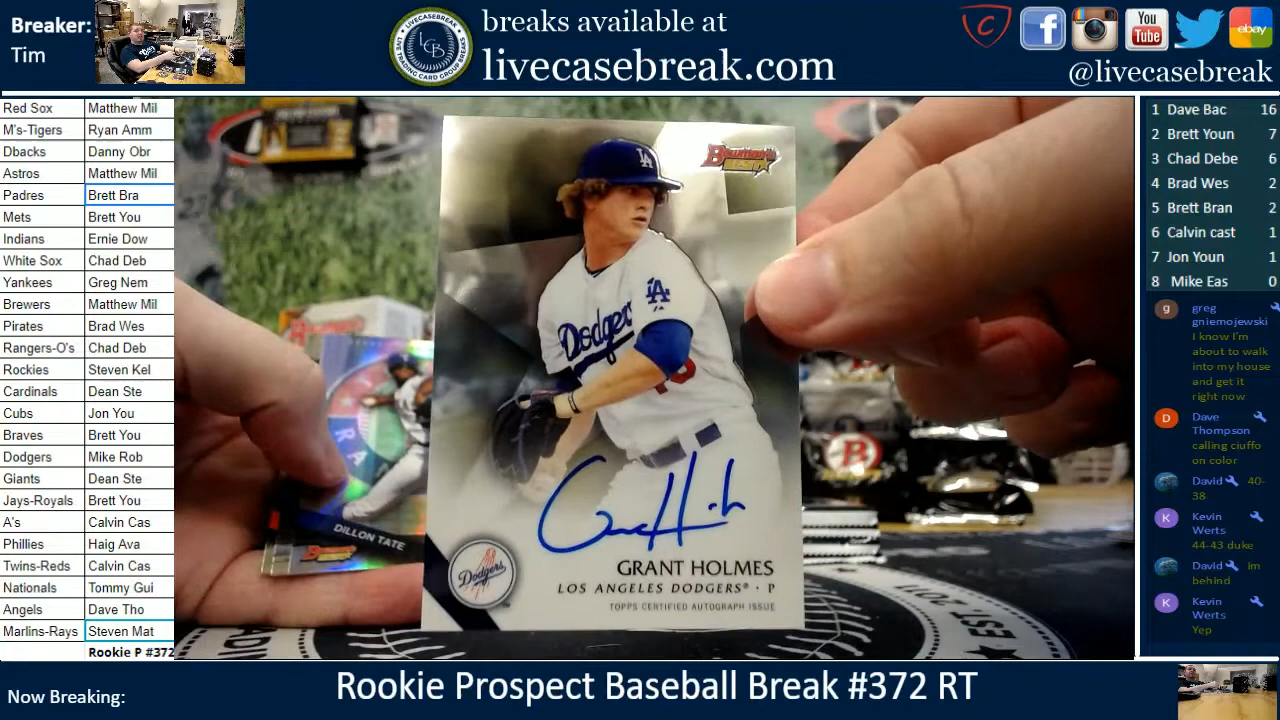 Breaker:
Tim
breaks available at
livecasebreak.com
@livecasebreak
You
Tube
ebay
LCB
Red Sox Matthew Mil
M's-Tigers Ryan Amm
Dbacks Danny Obr
Astros Matthew Mil
Padres Brett Bra
Mets Brett You
Indians Ernie Dow
White Sox Chad Deb
Yankees Greg Nem
Brewers Matthew Mil
Pirates Brad Wes
Rangers-O's Chad Deb
Rockies Steven Kel
Cardinals Dean Ste
Cubs Jon You
Braves Brett You
Dodgers Mike Rob
Giants Dean Ste
Jays-Royals Brett You
A's Calvin Cas
Phillies Haig Ava
Twins-Reds Calvin Cas
Nationals Tommy Gui
Angels Dave Tho
Marlins-Rays Steven Mat
Rookie P #372
Bowman's
Best
LA
LA
Dodgers
DILLON TATE
Dodgers
GRANT HOLMES
LOS ANGELES DODGERS® · P
TOPPS CERTIFIED AUTOGRAPH ISSUE
EST. 201
1 Dave Bac 16
2 Brett Youn 7
3 Chad Debe 6
4 Brad Wes 2
5 Brett Bran 2
6 Calvin cast 1
7 Jon Youn 1
8 Mike Eas 0
g greg
gniemojewski
I know I'm
about to walk
into my house
and get it
right now
D Dave
Thompson
calling ciuffo
on color
David 40-
38
K Kevin
Werts
44-43 duke
David im
behind
K Kevin
Werts
Yep
Now Breaking:
Rookie Prospect Baseball Break #372 RT